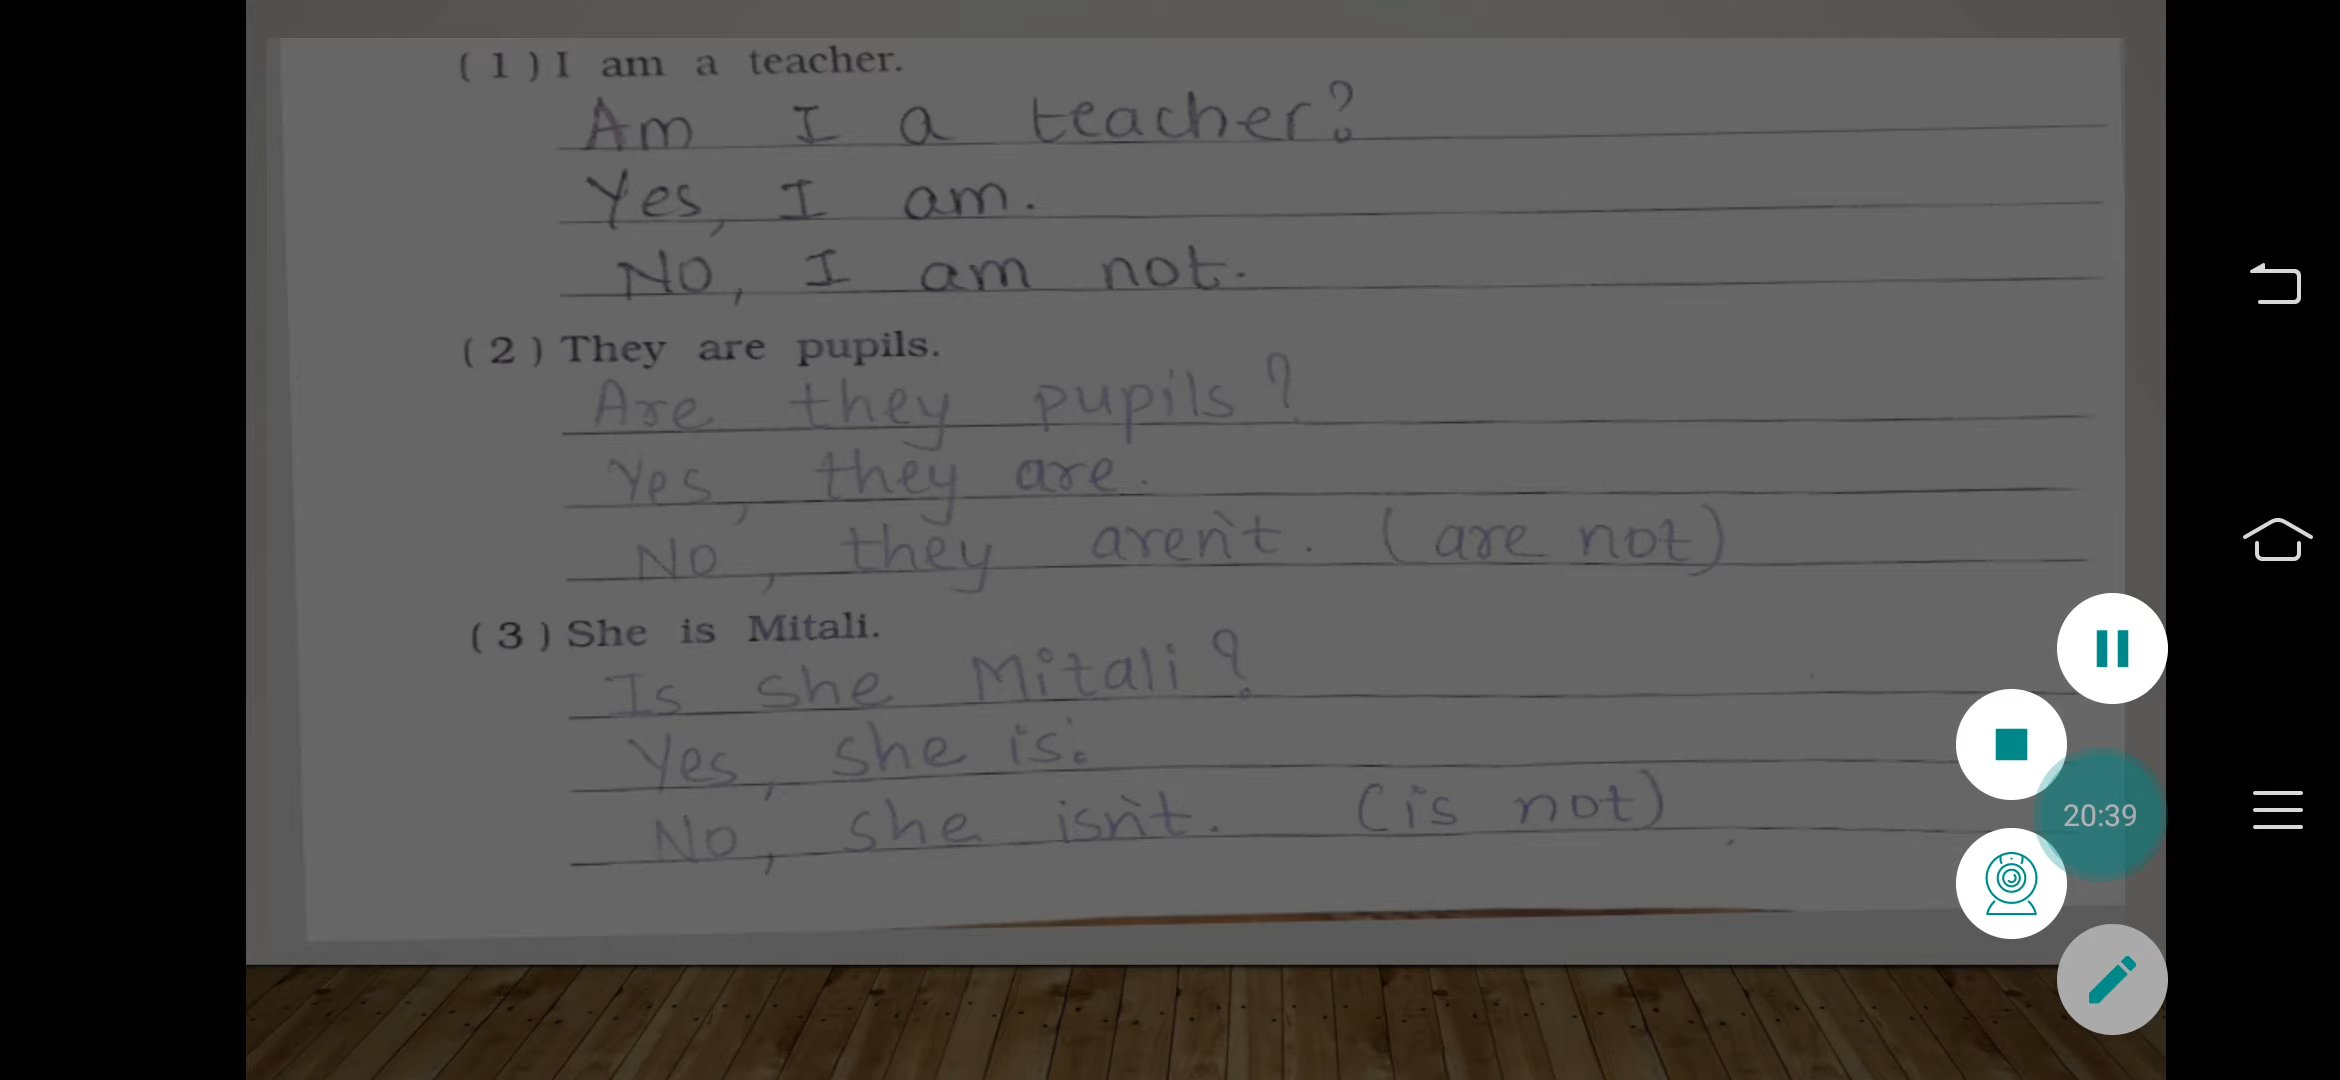 ( 1 ) I am a teacher.
Am I a teacher?
Yes, I am.
No, I am not.
( 2 ) They are pupils.
Are they pupils?
Yes, they are.
No, they aren't. (are not)
( 3 ) She is Mitali.
Is she Mitali?
Yes, she is.
No, she isn't. (is not)
20:39